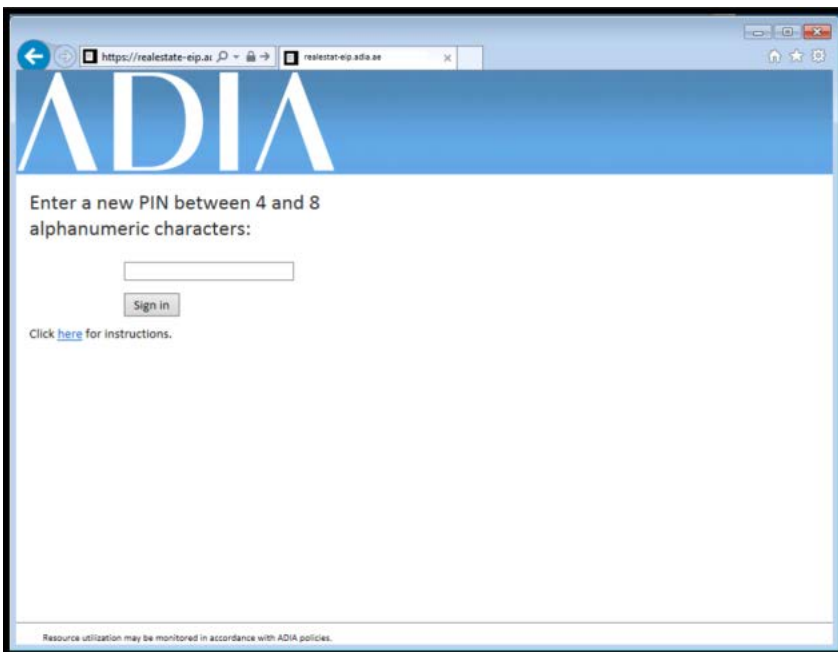 https://realestate-eip.ac
realestat-eip.adia.ae
ADIA
Enter a new PIN between 4 and 8
alphanumeric characters:
Sign in
Click here for instructions.
Resource utilization may be monitored in accordance with ADIA policies.